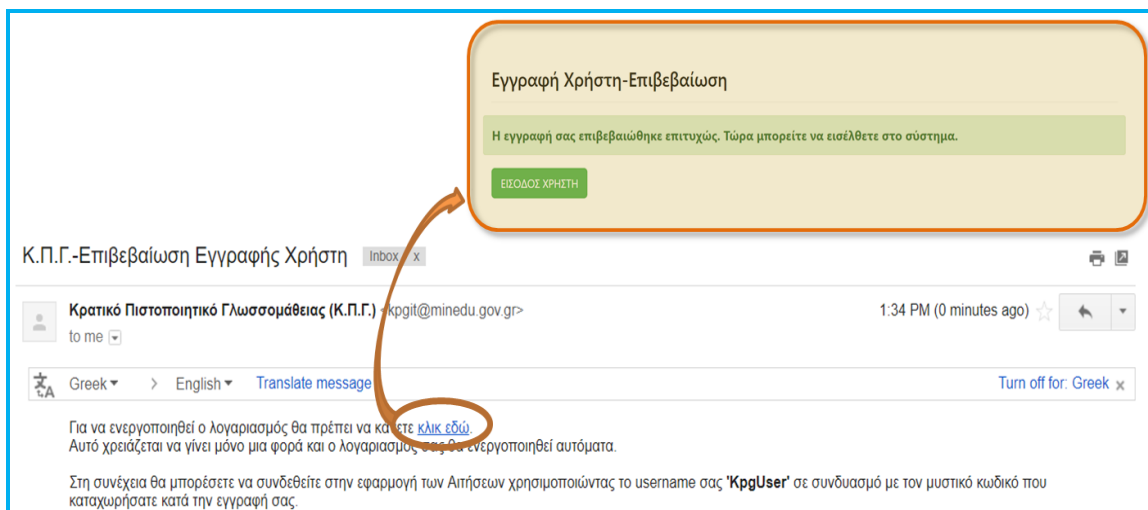 Εγγραφή Χρήστη-Επιβεβαίωση
Η εγγραφή σας επιβεβαιώθηκε επιτυχώς. Τώρα μπορείτε να εισέλθετε στο σύστημα.
ΕΙΣΟΔΟΣ ΧΡΗΣΤΗ
Κ.Π.Γ.-Επιβεβαίωση Εγγραφής Χρήστη Inbox x
Κρατικό Πιστοποιητικό Γλωσσομάθειας (Κ.Π.Γ.) <kpgit@minedu.gov.gr> 1:34 PM (0 minutes ago)
to me
Greek > English Translate message Turn off for: Greek x
Για να ενεργοποιηθεί ο λογαριασμός θα πρέπει να κάνετε κλικ εδώ.
Αυτό χρειάζεται να γίνει μόνο μια φορά και ο λογαριασμός σας θα ενεργοποιηθεί αυτόματα.
Στη συνέχεια θα μπορέσετε να συνδεθείτε στην εφαρμογή των Αιτήσεων χρησιμοποιώντας το username σας 'KpgUser' σε συνδυασμό με τον μυστικό κωδικό που
καταχωρήσατε κατά την εγγραφή σας.